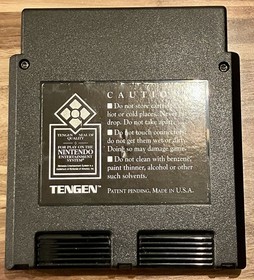 CAUTION
■ Do not store cartridge in
hot or cold places. Never hit or
drop. Do not take apart.
■ Do not touch connectors,
do not get them wet or dirty.
Doing so may damage game.
■ Do not clean with benzene,
paint thinner, alcohol or other
such solvents.
PATENT PENDING. MADE IN U.S.A.
TENGEN SEAL OF
QUALITY
FOR PLAY ON THE
NINTENDO
ENTERTAINMENT
SYSTEM
TENGEN